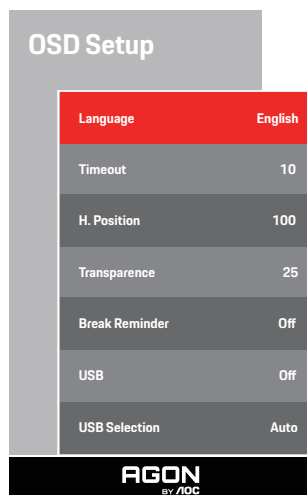 OSD Setup
Language English
Timeout 10
H. Position 100
Transparence 25
Break Reminder Off
USB Off
USB Selection Auto
AGON
BY AOC